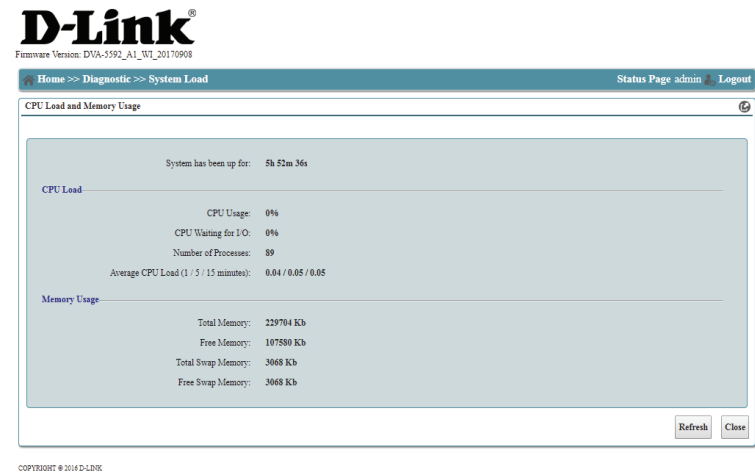 D-Link®
Firmware Version: DVA-5592_A1_WI_20170908
Home >> Diagnostic >> System Load Status Page admin Logout
CPU Load and Memory Usage
System has been up for: 5h 52m 36s
CPU Load
CPU Usage: 0%
CPU Waiting for I/O: 0%
Number of Processes: 89
Average CPU Load (1 / 5 / 15 minutes): 0.04 / 0.05 / 0.05
Memory Usage
Total Memory: 229704 Kb
Free Memory: 107580 Kb
Total Swap Memory: 3068 Kb
Free Swap Memory: 3068 Kb
Refresh Close
COPYRIGHT © 2016 D-LINK